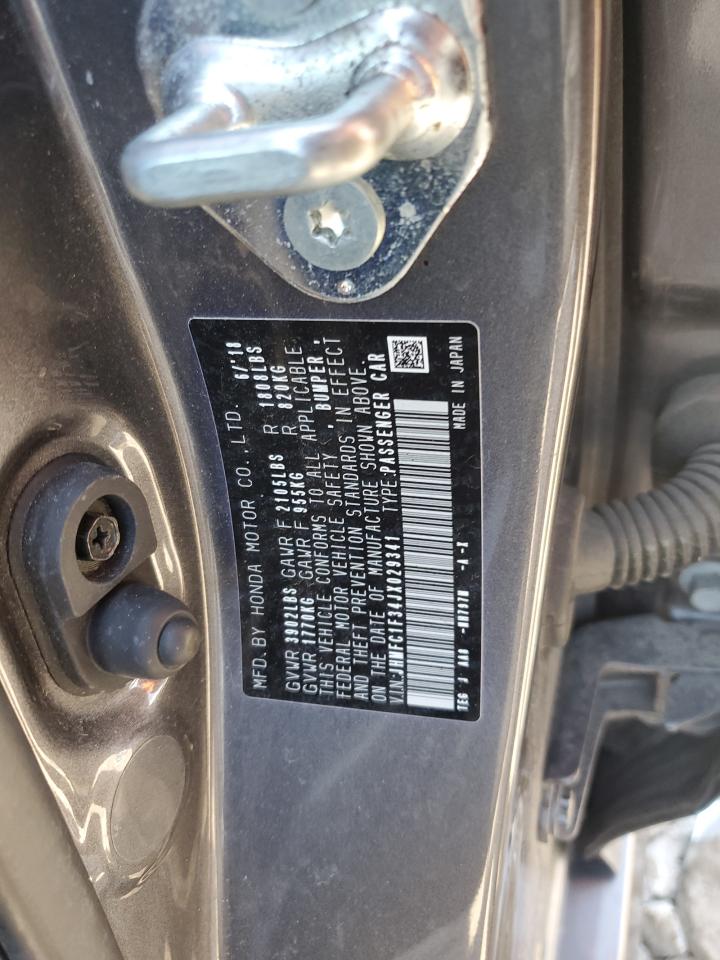 MFD. BY HONDA MOTOR CO., LTD. 6/'18
GVWR 3902LBS GAWR F 2105LBS R 1808LBS
GVWR 1770KG GAWR F 955KG R 820KG
THIS VEHICLE CONFORMS TO ALL APPLICABLE
FEDERAL MOTOR VEHICLE SAFETY , BUMPER ,
AND THEFT PREVENTION STANDARDS IN EFFECT
ON THE DATE OF MANUFACTURE SHOWN ABOVE.
V.I.N.: TYPE:PASSENGER CAR
TEG J MADE IN JAPAN